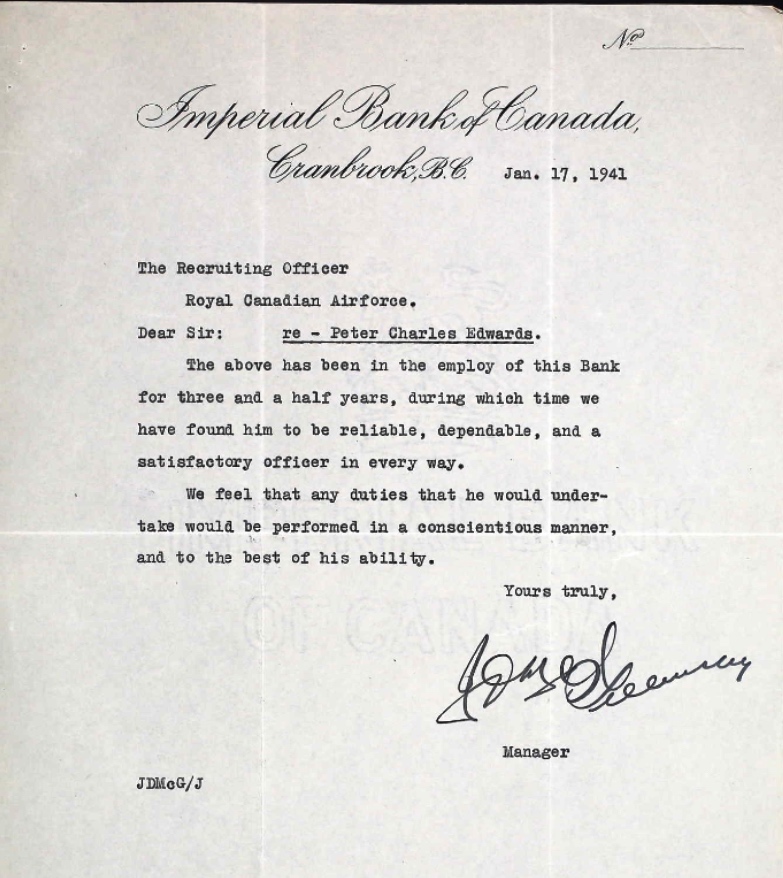 No
Imperial Bank of Canada,
Cranbrook, B.C. Jan. 17, 1941
The Recruiting Officer
Royal Canadian Airforce.
Dear Sir: re - Peter Charles Edwards.
The above has been in the employ of this Bank
for three and a half years, during which time we
have found him to be reliable, dependable, and a
satisfactory officer in every way.
We feel that any duties that he would under-
take would be performed in a conscientious manner,
and to the best of his ability.
Yours truly,
Manager
JDMcG/J
IMPERIAL BANK
OF CANADA